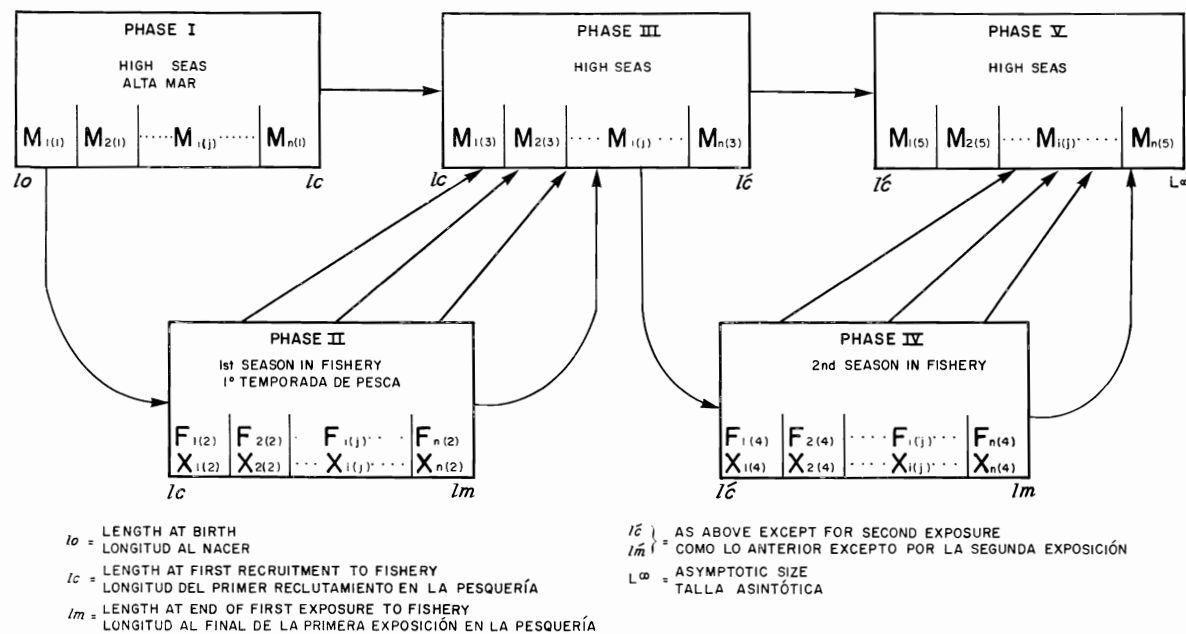 PHASE I
HIGH SEAS
ALTA MAR
M1(1) M2(1) ······M i(j) ······ Mn(1)
lo lc
PHASE III
HIGH SEAS
M1(3) M2(3) ····M i(j) ··· Mn(3)
lc lć
PHASE V
HIGH SEAS
M1(5) M2(5) ····Mi(j)····· Mn(5)
lć L∞
PHASE II
1st SEASON IN FISHERY
1º TEMPORADA DE PESCA
F1(2) F2(2) · F i(j)·· · Fn(2)
X1(2) X2(2) ··· X i(j)···· Xn(2)
lc lm
PHASE IV
2nd SEASON IN FISHERY
F1(4) F2(4) ····F i(j)·· · Fn(4)
X1(4) X2(4) ··· Xi(j)···· Xn(4)
lć lm
lo = LENGTH AT BIRTH
LONGITUD AL NACER
lc = LENGTH AT FIRST RECRUITMENT TO FISHERY
LONGITUD DEL PRIMER RECLUTAMIENTO EN LA PESQUERÍA
lm = LENGTH AT END OF FIRST EXPOSURE TO FISHERY
LONGITUD AL FINAL DE LA PRIMERA EXPOSICIÓN EN LA PESQUERÍA
lć
lḿ } = AS ABOVE EXCEPT FOR SECOND EXPOSURE
COMO LO ANTERIOR EXCEPTO POR LA SEGUNDA EXPOSICIÓN
L∞ = ASYMPTOTIC SIZE
TALLA ASINTÓTICA